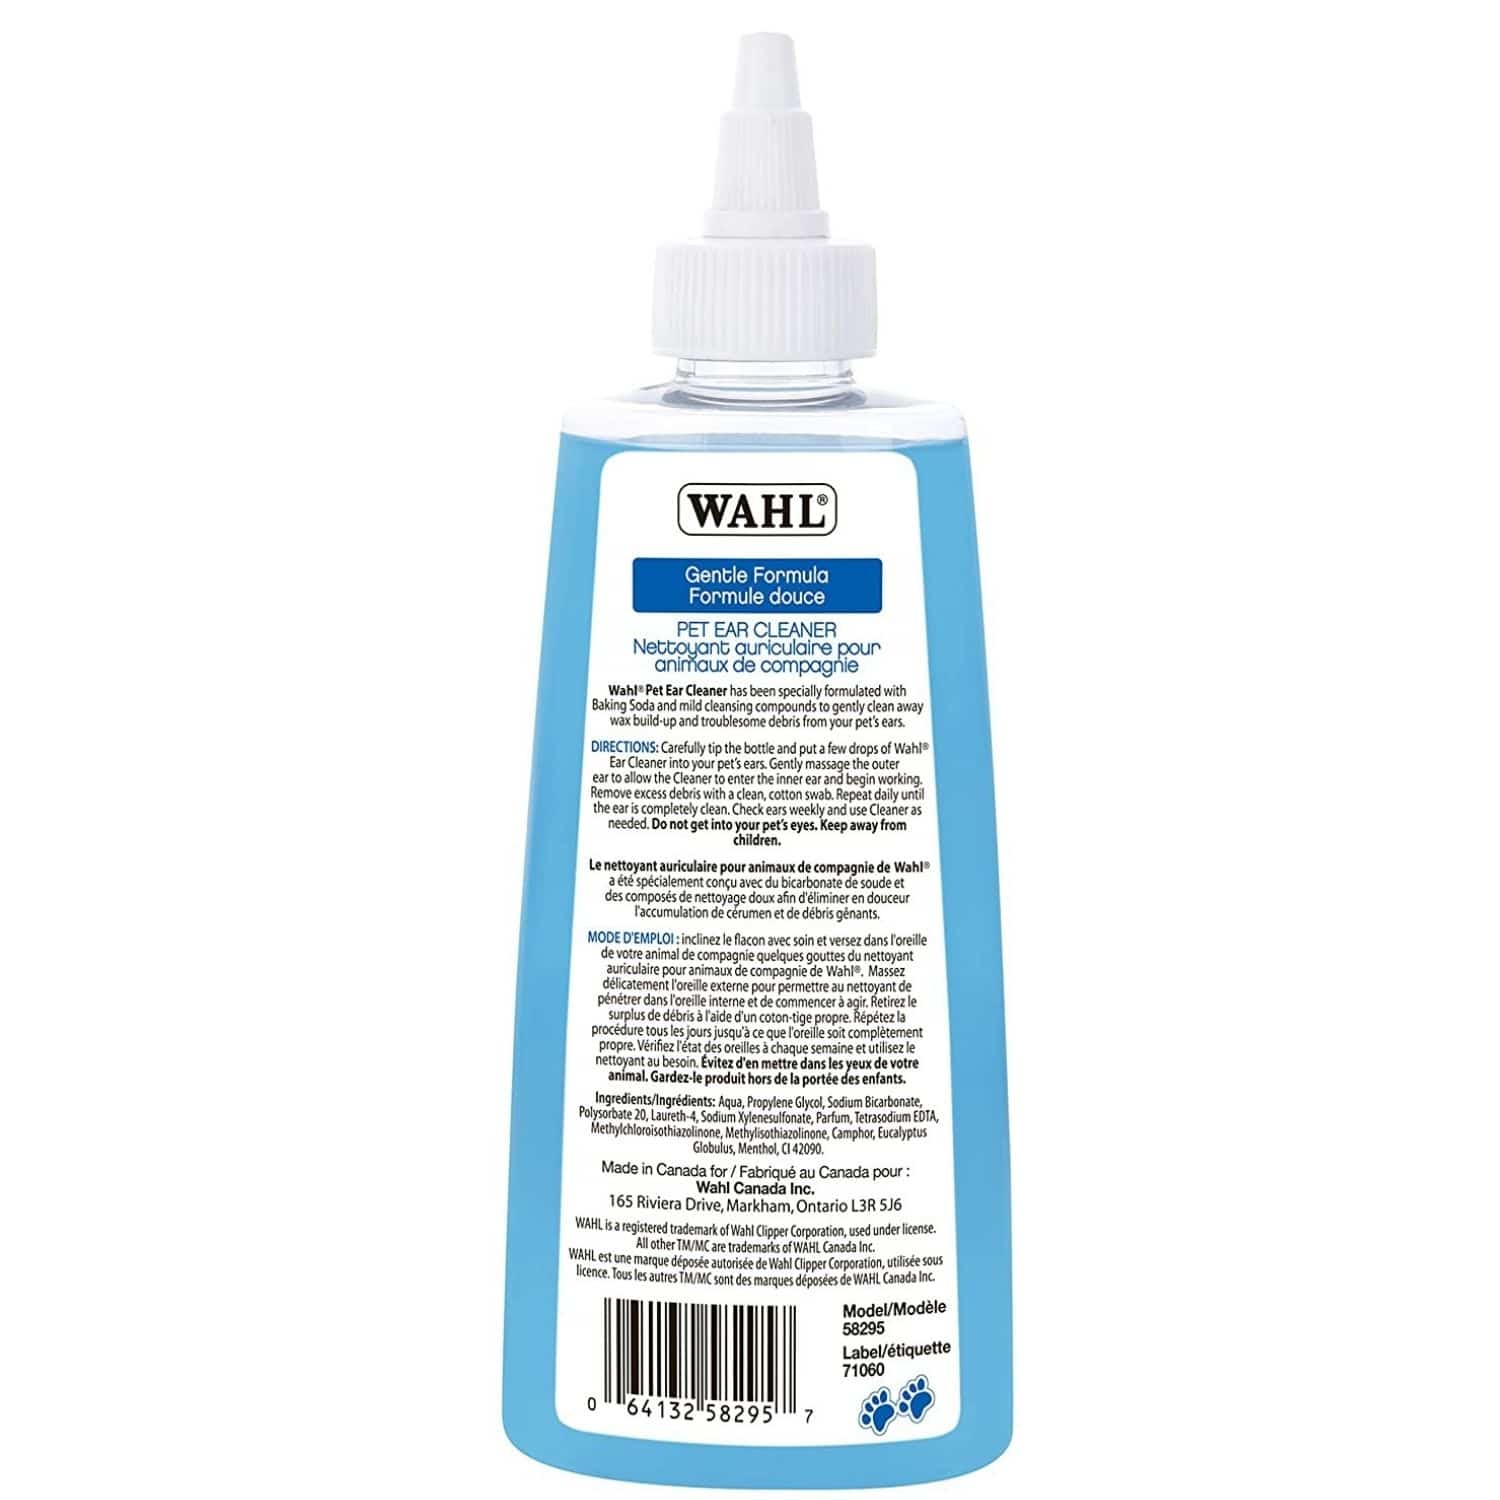 WAHL®
Gentle Formula
Formule douce
PET EAR CLEANER
Nettoyant auriculaire pour
animaux de compagnie
Wahl® Pet Ear Cleaner has been specially formulated with
Baking Soda and mild cleansing compounds to gently clean away
wax build-up and troublesome debris from your pet's ears.
DIRECTIONS: Carefully tip the bottle and put a few drops of Wahl®
Ear Cleaner into your pet's ears. Gently massage the outer
ear to allow the Cleaner to enter the inner ear and begin working.
Remove excess debris with a clean, cotton swab. Repeat daily until
the ear is completely clean. Check ears weekly and use Cleaner as
needed. Do not get into your pet's eyes. Keep away from
children.
Le nettoyant auriculaire pour animaux de compagnie de Wahl®
a été spécialement conçu avec du bicarbonate de soude et
des composés de nettoyage doux afin d'éliminer en douceur
l'accumulation de cérumen et de débris gênants.
MODE D'EMPLOI : inclinez le flacon avec soin et versez dans l'oreille
de votre animal de compagnie quelques gouttes du nettoyant
auriculaire pour animaux de compagnie de Wahl®. Massez
délicatement l'oreille externe pour permettre au nettoyant de
pénétrer dans l'oreille interne et de commencer à agir. Retirez le
surplus de débris à l'aide d'un coton-tige propre. Répétez la
procédure tous les jours jusqu'à ce que l'oreille soit complètement
propre. Vérifiez l'état des oreilles à chaque semaine et utilisez le
nettoyant au besoin. Évitez d'en mettre dans les yeux de votre
animal. Gardez-le produit hors de la portée des enfants.
Ingredients/Ingrédients: Aqua, Propylene Glycol, Sodium Bicarbonate,
Polysorbate 20, Laureth-4, Sodium Xylenesulfonate, Parfum, Tetrasodium EDTA,
Methylchloroisothiazolinone, Methylisothiazolinone, Camphor, Eucalyptus
Globulus, Menthol, CI 42090.
Made in Canada for / Fabriqué au Canada pour :
Wahl Canada Inc.
165 Riviera Drive, Markham, Ontario L3R 5J6
WAHL is a registered trademark of Wahl Clipper Corporation, used under license.
All other TM/MC are trademarks of WAHL Canada Inc.
WAHL est une marque déposée autorisée de Wahl Clipper Corporation, utilisée sous
licence. Tous les autres TM/MC sont des marques déposées de WAHL Canada Inc.
Model/Modèle
58295
Label/étiquette
71060
0 64132 58295 7